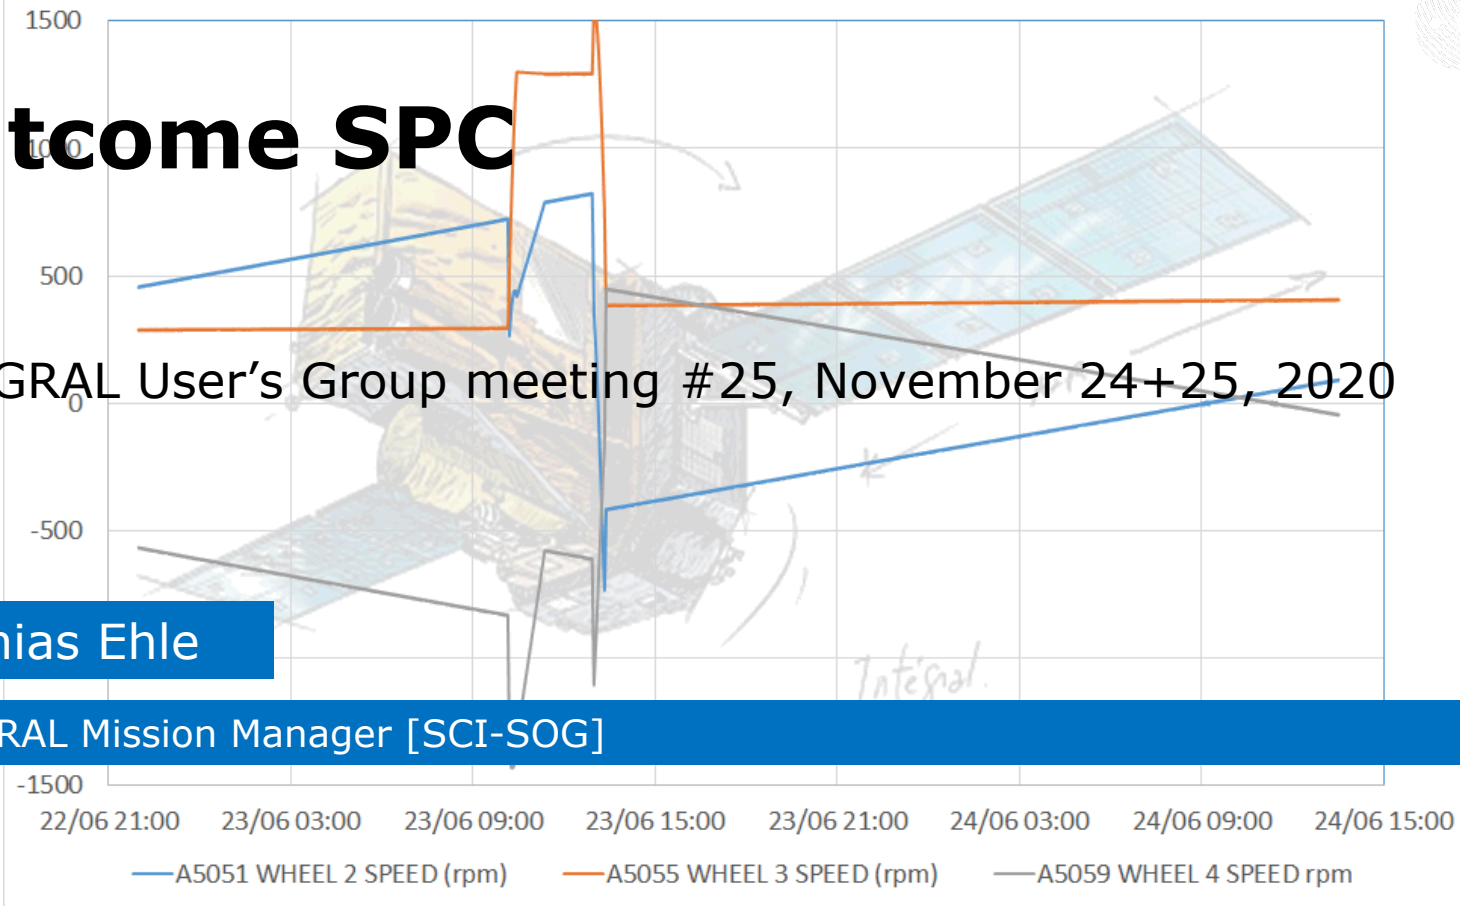 1500
tcome SPC
1000
500
GRAL User’s Group meeting #25, November 24+25, 2020
0
-500
nias Ehle
Intégral.
RAL Mission Manager [SCI-SOG]
-1500
22/06 21:00 23/06 03:00 23/06 09:00 23/06 15:00 23/06 21:00 24/06 03:00 24/06 09:00 24/06 15:00
A5051 WHEEL 2 SPEED (rpm) A5055 WHEEL 3 SPEED (rpm) A5059 WHEEL 4 SPEED rpm